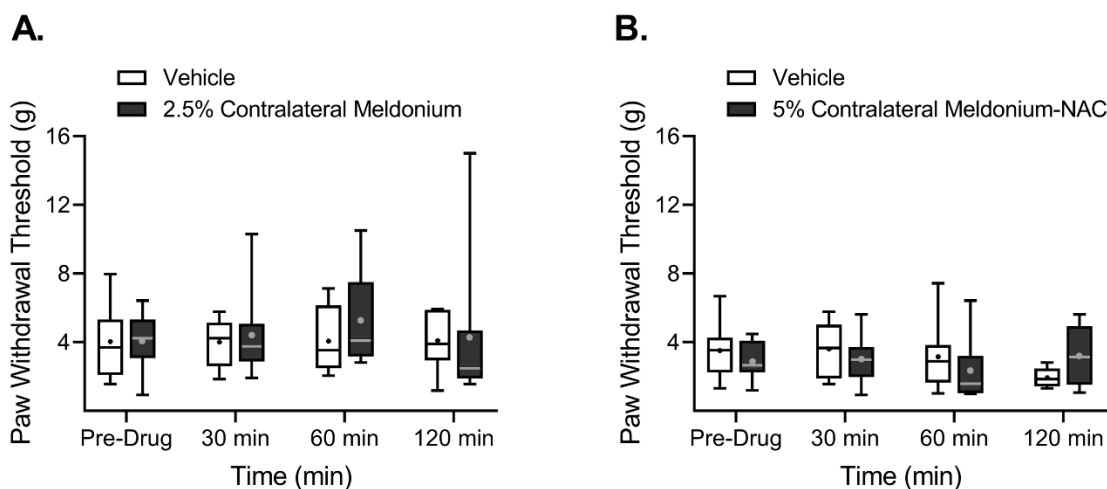 A.
Vehicle
2.5% Contralateral Meldonium
Paw Withdrawal Threshold (g)
16
12
8
4
Pre-Drug 30 min 60 min 120 min
Time (min)
B.
Vehicle
5% Contralateral Meldonium-NAC
Paw Withdrawal Threshold (g)
16
12
8
4
Pre-Drug 30 min 60 min 120 min
Time (min)